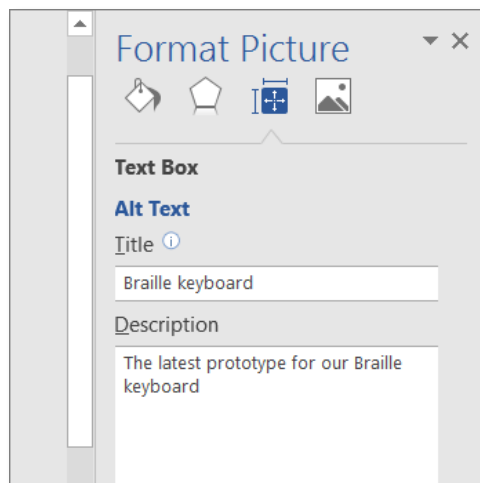 Format Picture
Text Box
Alt Text
Title
Braille keyboard
Description
The latest prototype for our Braille
keyboard